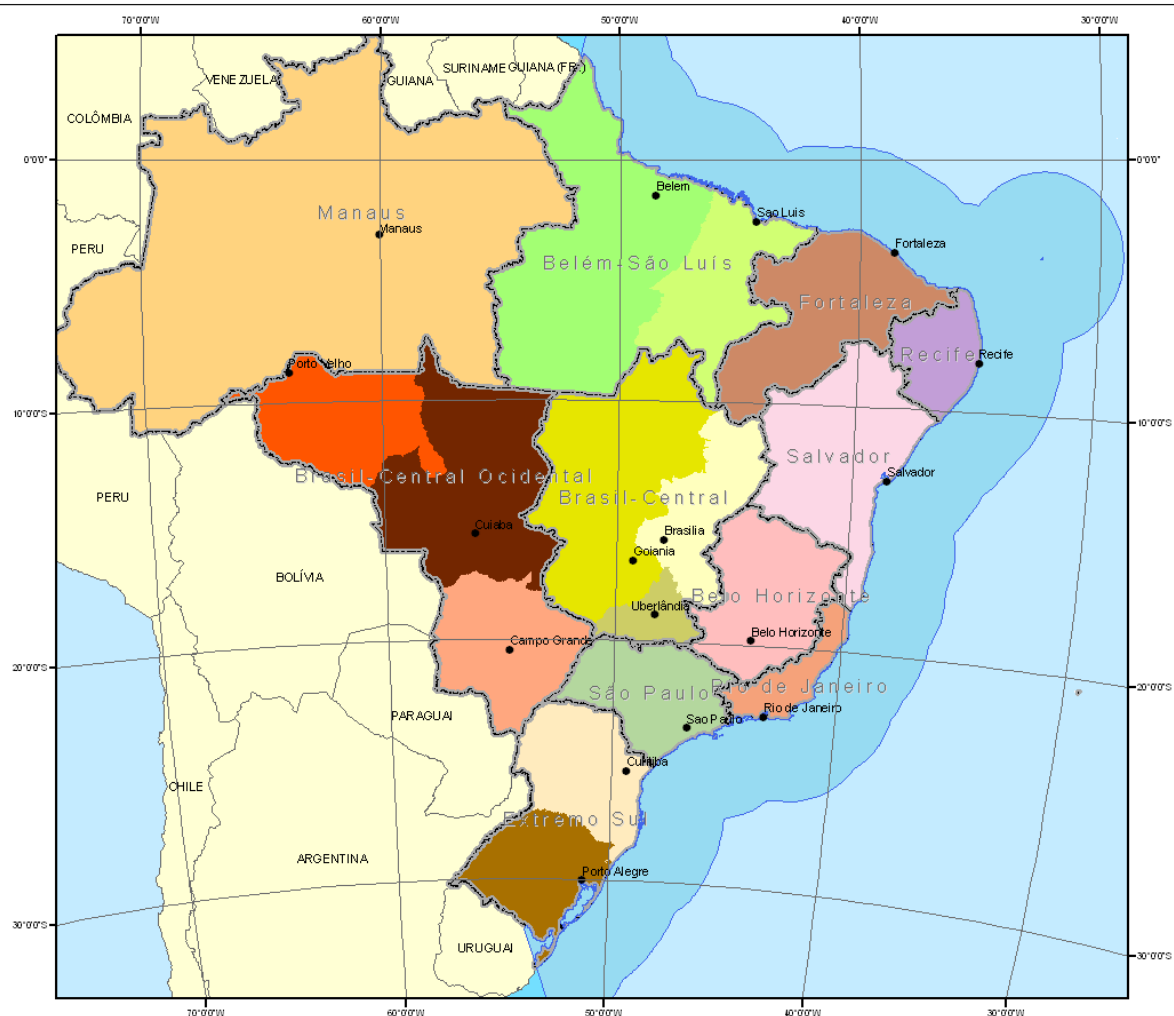 70°0'0"W 60°0'0"W 50°0'0"W 40°0'0"W 30°0'0"W
VENEZUELA
GUIANA
SURINAME
GUIANA (FR.)
COLÔMBIA
0°0'0"
0°0'0"
Belem
Manaus
Sao Luis
Manaus
PERU
Fortaleza
Belém-São Luís
Fortaleza
Recife
Recife
Porto Velho
10°0'0"S
10°0'0"S
Salvador
Salvador
Brasil-Central Ocidental
PERU
Brasil-Central
Cuiaba
Brasilia
Goiania
BOLÍVIA
Belo Horizonte
Uberlândia
Belo Horizonte
Campo Grande
20°0'0"S
20°0'0"S
São Paulo
Rio de Janeiro
Rio de Janeiro
PARAGUAI
Sao Paulo
Curitiba
CHILE
Extremo Sul
ARGENTINA
Porto Alegre
30°0'0"S
URUGUAI
30°0'0"S
70°0'0"W 60°0'0"W 50°0'0"W 40°0'0"W 30°0'0"W